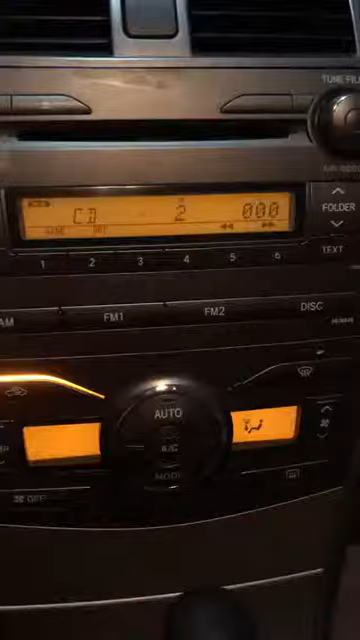 TUNE FIL
CD 2 000
FOLDER
TEXT
1 2 3 4 5 6
AM FM1 FM2 DISC
AUTO
A/C
MODE
OFF